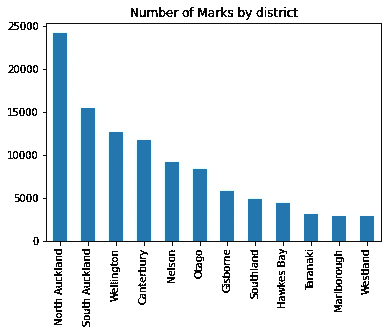 Number of Marks by district
25000
20000
15000
10000
5000
0
North Auckland
South Auckland
Wellington
Canterbury
Nelson
Otago
Gisborne
Southland
Hawkes Bay
Taranaki
Marlborough
Westland